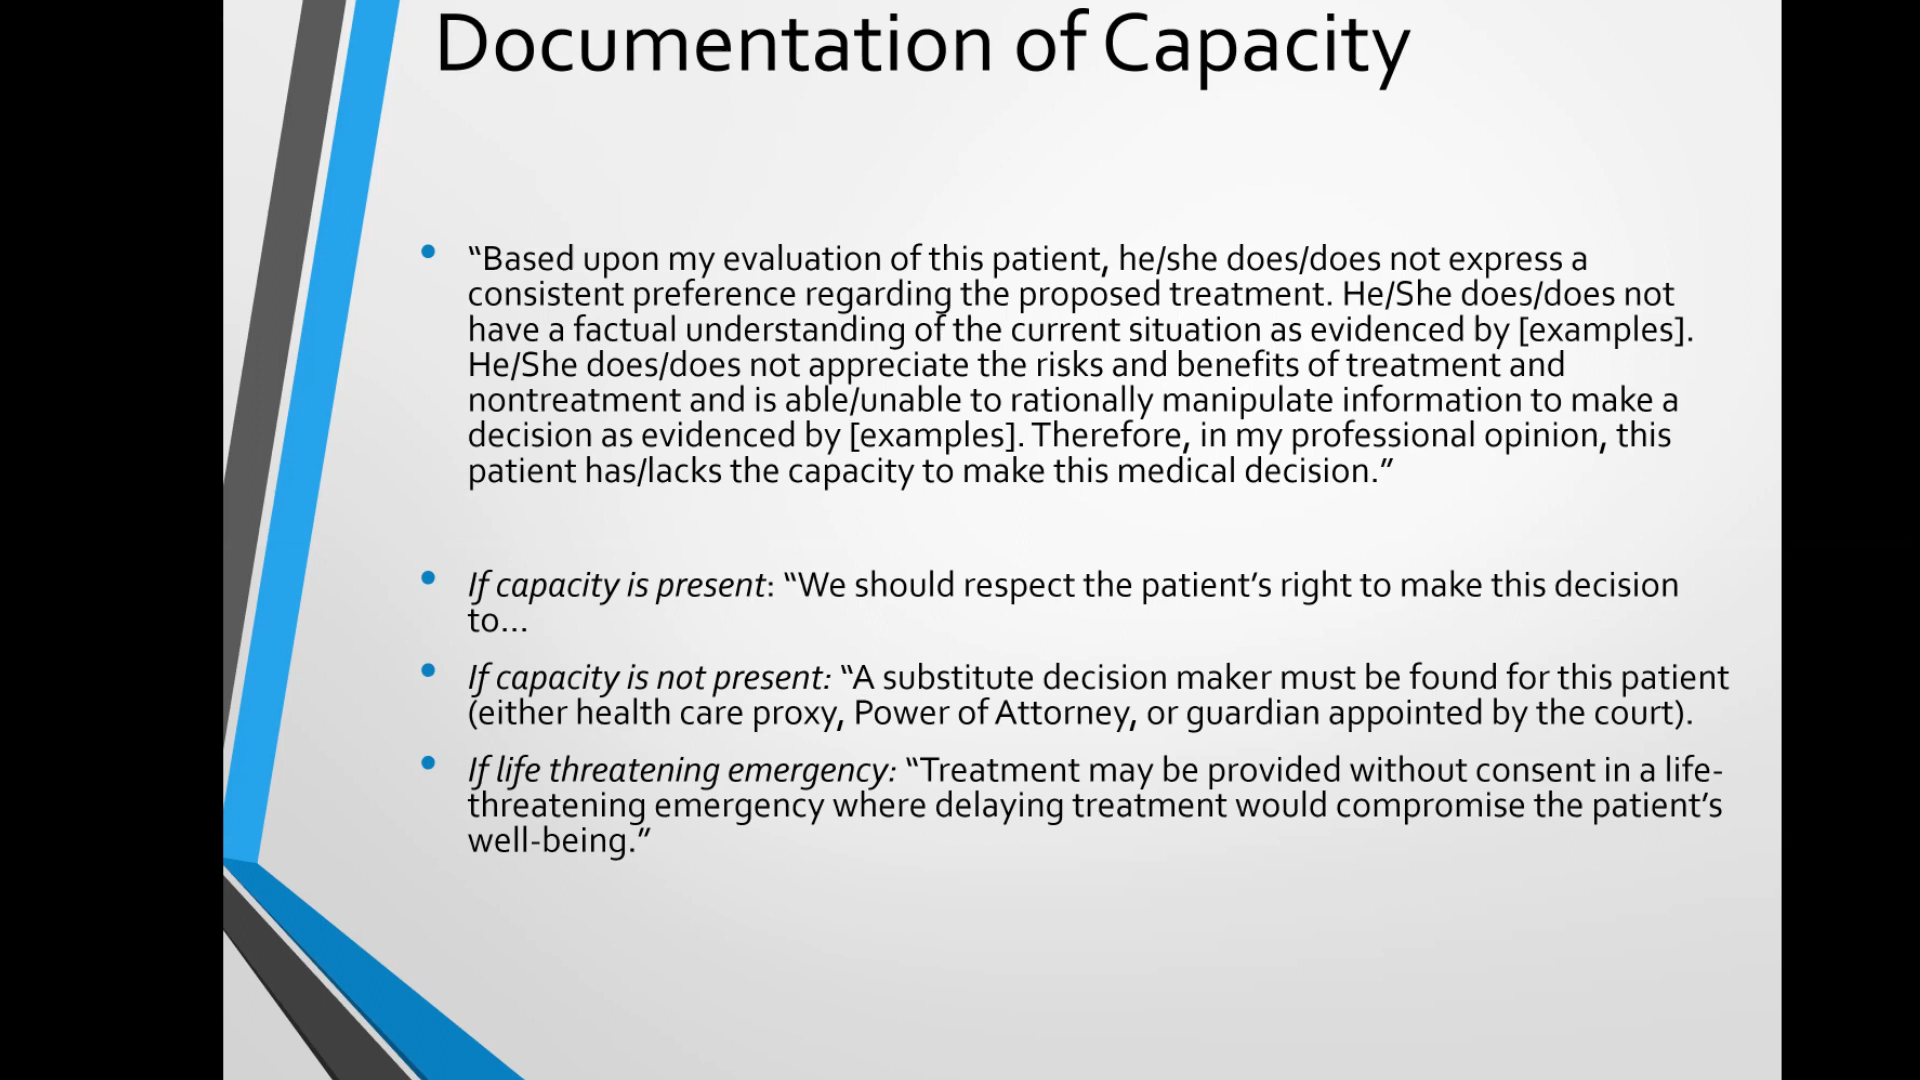 Documentation of Capacity
• “Based upon my evaluation of this patient, he/she does/does not express a
consistent preference regarding the proposed treatment. He/She does/does not
have a factual understanding of the current situation as evidenced by [examples].
He/She does/does not appreciate the risks and benefits of treatment and
nontreatment and is able/unable to rationally manipulate information to make a
decision as evidenced by [examples]. Therefore, in my professional opinion, this
patient has/lacks the capacity to make this medical decision.”
• If capacity is present: “We should respect the patient’s right to make this decision
to…
• If capacity is not present: “A substitute decision maker must be found for this patient
(either health care proxy, Power of Attorney, or guardian appointed by the court).
• If life threatening emergency: “Treatment may be provided without consent in a life-
threatening emergency where delaying treatment would compromise the patient’s
well-being.”